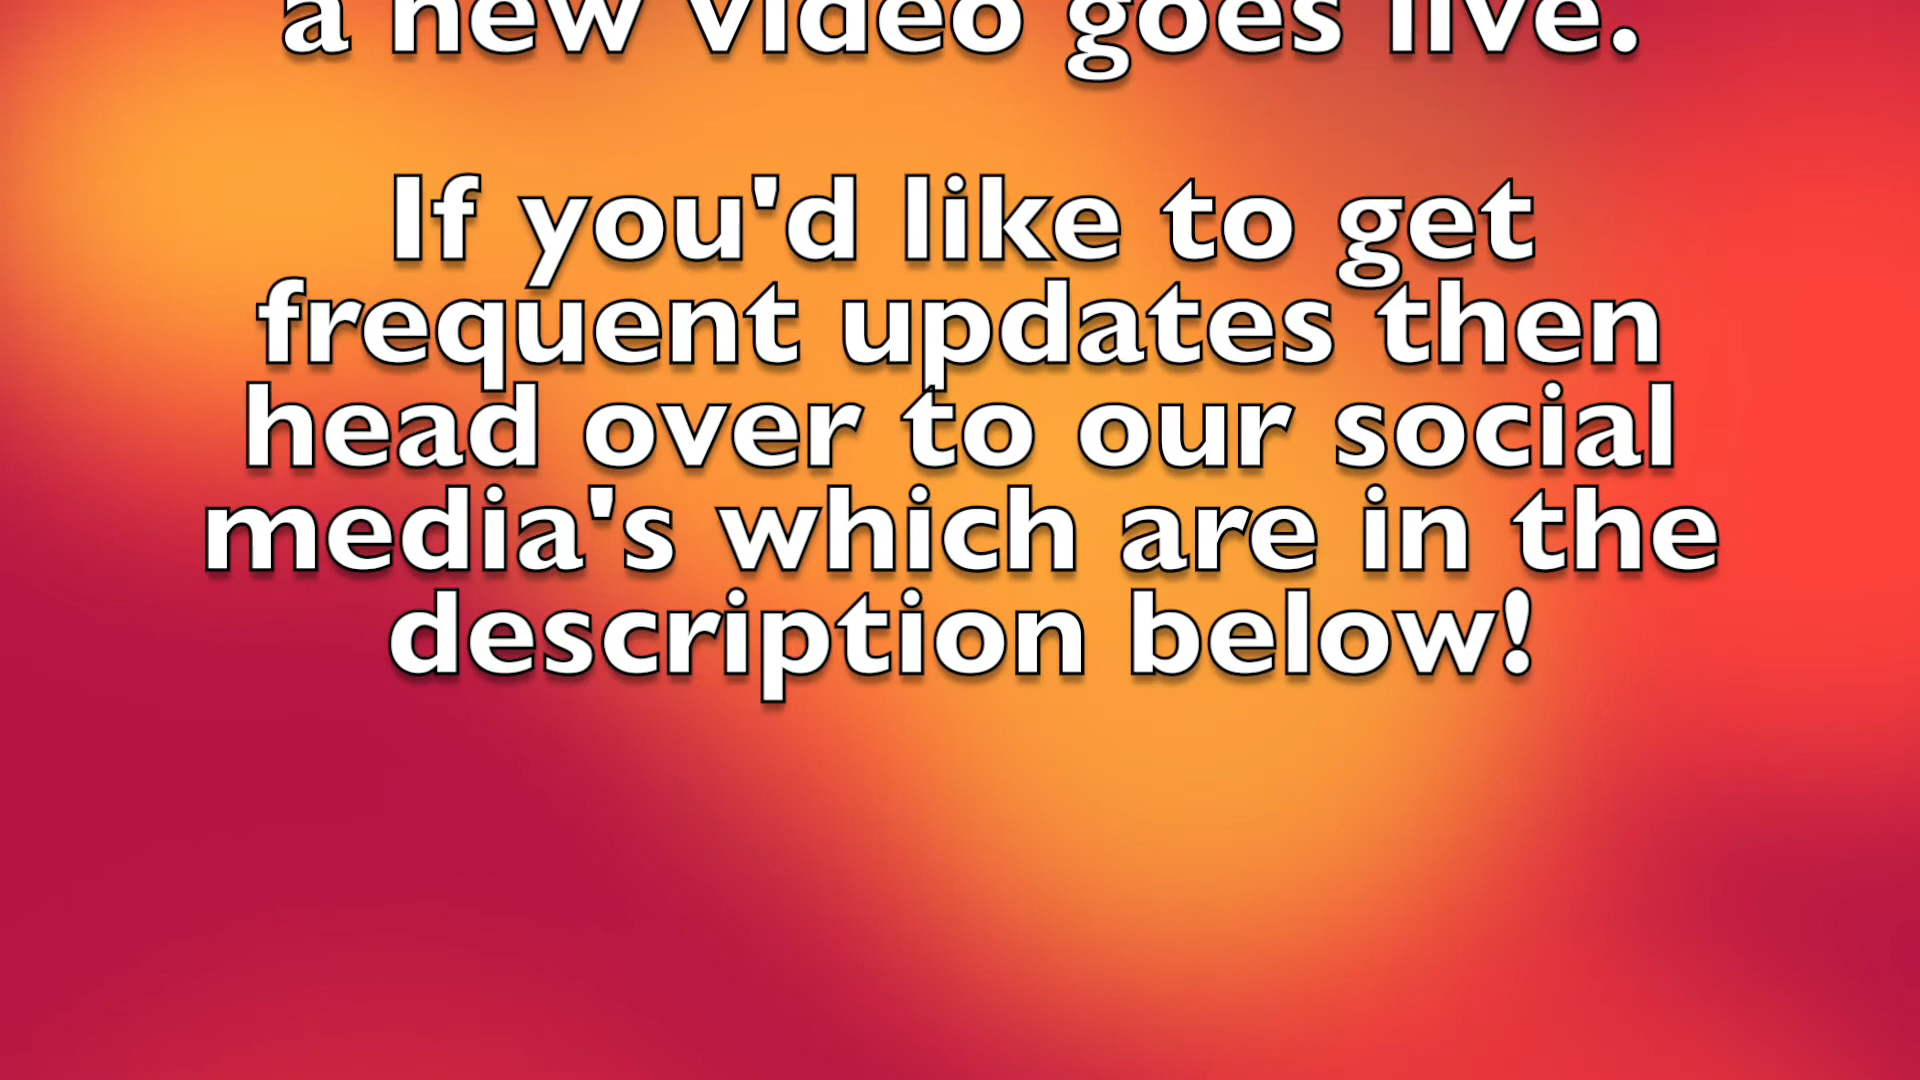 a new video goes live.
If you'd like to get
frequent updates then
head over to our social
media's which are in the
description below!